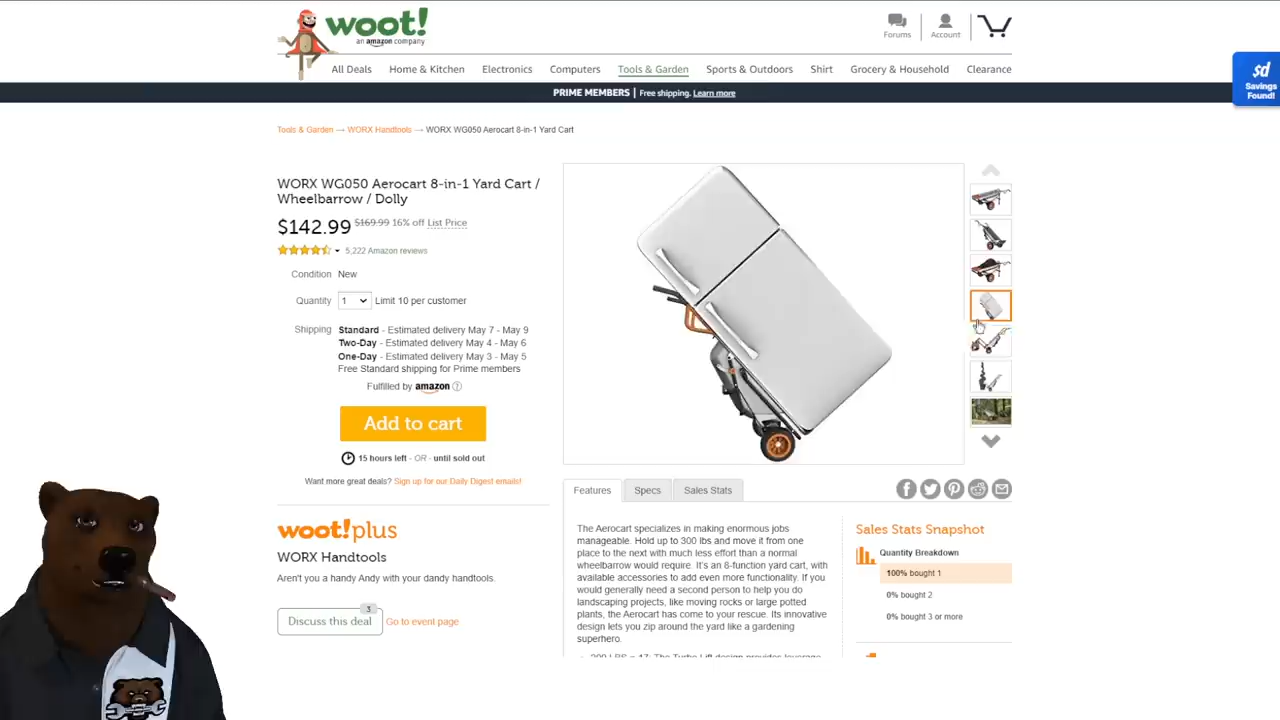 woot!
an amazon company
Forums
Account
All Deals
Home & Kitchen
Electronics
Computers
Tools & Garden
Sports & Outdoors
Shirt
Grocery & Household
Clearance
sd
Savings
Found!
PRIME MEMBERS | Free shipping. Learn more
Tools & Garden → WORX Handtools → WORX WG050 Aerocart 8-in-1 Yard Cart
WORX WG050 Aerocart 8-in-1 Yard Cart /
Wheelbarrow / Dolly
$142.99 $169.99 16% off List Price
5,222 Amazon reviews
Condition New
Quantity 1 Limit 10 per customer
Shipping Standard - Estimated delivery May 7 - May 9
Two-Day - Estimated delivery May 4 - May 6
One-Day - Estimated delivery May 3 - May 5
Free Standard shipping for Prime members
Fulfilled by amazon ?
Add to cart
15 hours left - OR - until sold out
Want more great deals? Sign up for our Daily Digest emails!
woot!plus
WORX Handtools
Aren't you a handy Andy with your dandy handtools.
3
Discuss this deal Go to event page
Features
Specs
Sales Stats
The Aerocart specializes in making enormous jobs
manageable. Hold up to 300 lbs and move it from one
place to the next with much less effort than a normal
wheelbarrow would require. It's an 8-function yard cart, with
available accessories to add even more functionality. If you
would generally need a second person to help you do
landscaping projects, like moving rocks or large potted
plants, the Aerocart has come to your rescue. Its innovative
design lets you zip around the yard like a gardening
superhero.
Sales Stats Snapshot
Quantity Breakdown
100% bought 1
0% bought 2
0% bought 3 or more